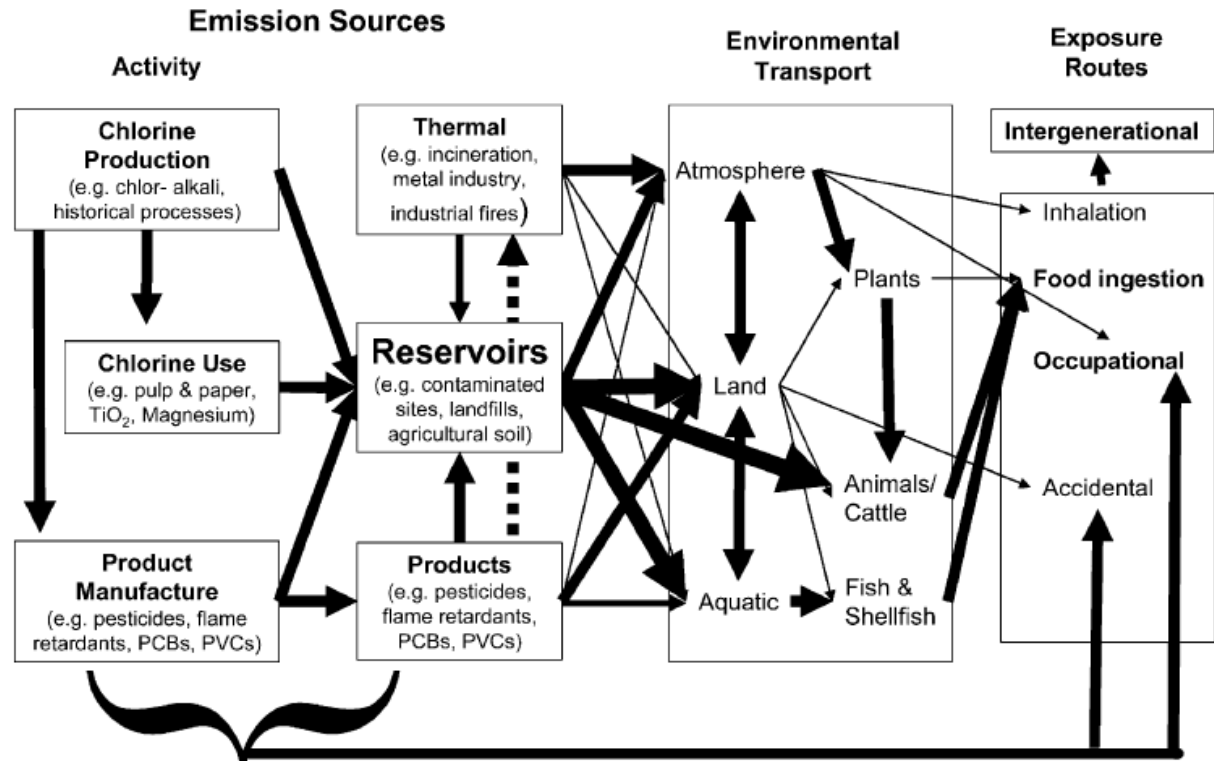 Emission Sources
Activity
Environmental
Transport
Exposure
Routes
Chlorine
Production
(e.g. chlor- alkali,
historical processes)
Chlorine Use
(e.g. pulp & paper,
TiO₂, Magnesium)
Product
Manufacture
(e.g. pesticides, flame
retardants, PCBs, PVCs)
Thermal
(e.g. incineration,
metal industry,
industrial fires)
Reservoirs
(e.g. contaminated
sites, landfills,
agricultural soil)
Products
(e.g. pesticides,
flame retardants,
PCBs, PVCs)
Atmosphere
Plants
Land
Animals/
Cattle
Aquatic
Fish &
Shellfish
Intergenerational
Inhalation
Food ingestion
Occupational
Accidental